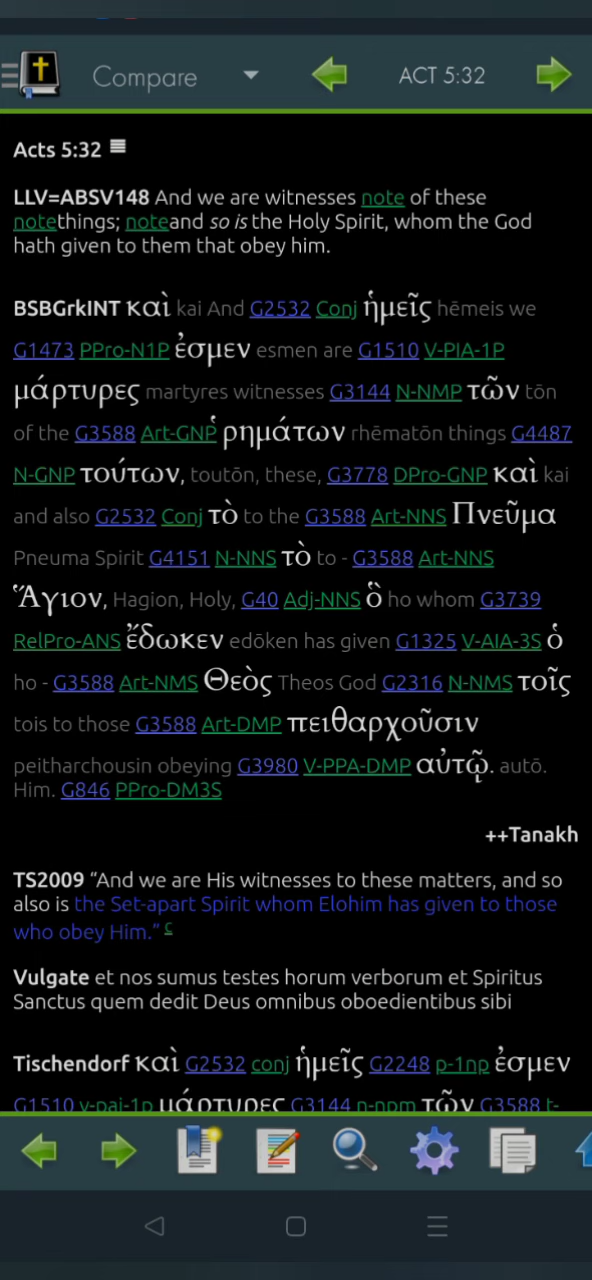 Compare
ACT 5:32
Acts 5:32
LLV=ABSV148 And we are witnesses note of these
notethings; noteand so is the Holy Spirit, whom the God
hath given to them that obey him.
BSBGrkINT καὶ kai And G2532 Conj ἡμεῖς hēmeis we
G1473 PPro-N1P ἐσμεν esmen are G1510 V-PIA-1P
μάρτυρες martyres witnesses G3144 N-NMP τῶν tōn
of the G3588 Art-GNP ῥημάτων rhēmatōn things G4487
N-GNP τούτων, toutōn, these, G3778 DPro-GNP καὶ kai
and also G2532 Conj τὸ to the G3588 Art-NNS Πνεῦμα
Pneuma Spirit G4151 N-NNS τὸ to - G3588 Art-NNS
Ἅγιον, Hagion, Holy, G40 Adj-NNS ὃ ho whom G3739
RelPro-ANS ἔδωκεν edōken has given G1325 V-AIA-3S ὁ
ho - G3588 Art-NMS Θεὸς Theos God G2316 N-NMS τοῖς
tois to those G3588 Art-DMP πειθαρχοῦσιν
peitharchousin obeying G3980 V-PPA-DMP αὐτῷ. autō.
Him. G846 PPro-DM3S
++Tanakh
TS2009 “And we are His witnesses to these matters, and so
also is the Set-apart Spirit whom Elohim has given to those
who obey Him.” c
Vulgate et nos sumus testes horum verborum et Spiritus
Sanctus quem dedit Deus omnibus oboedientibus sibi
Tischendorf καὶ G2532 conj ἡμεῖς G2248 p-1np ἐσμεν
G1510 v-pai-1p μάρτυρες G3144 n-npm τῶν G3588 t-